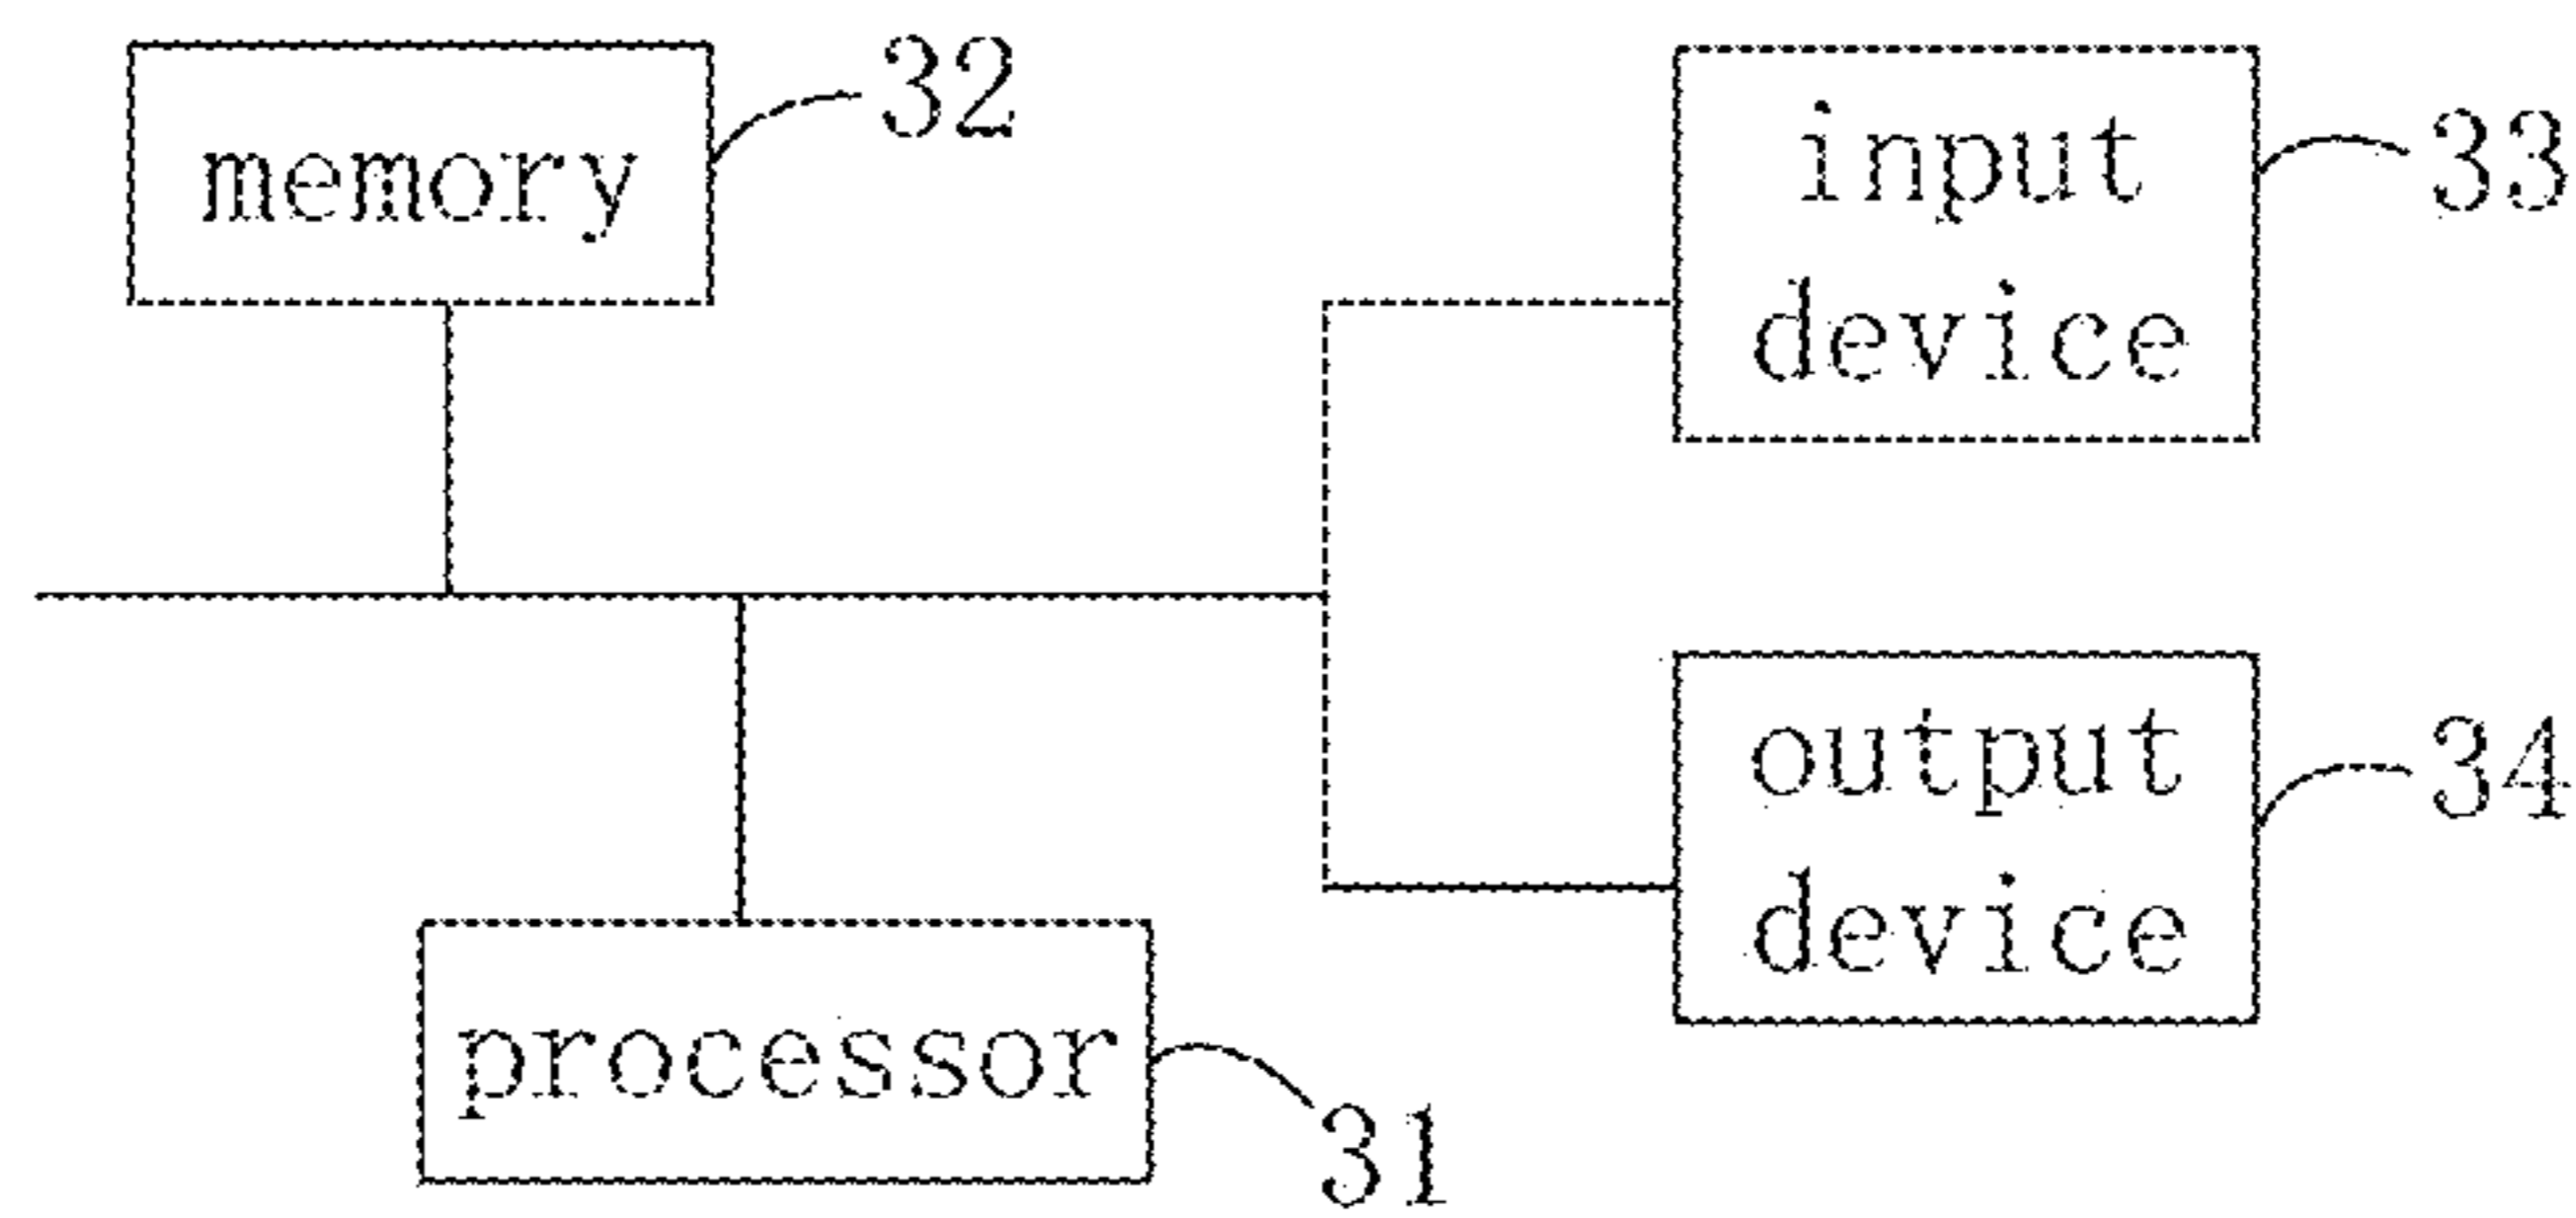 memory
32
input
device
33
output
device
34
processor
31